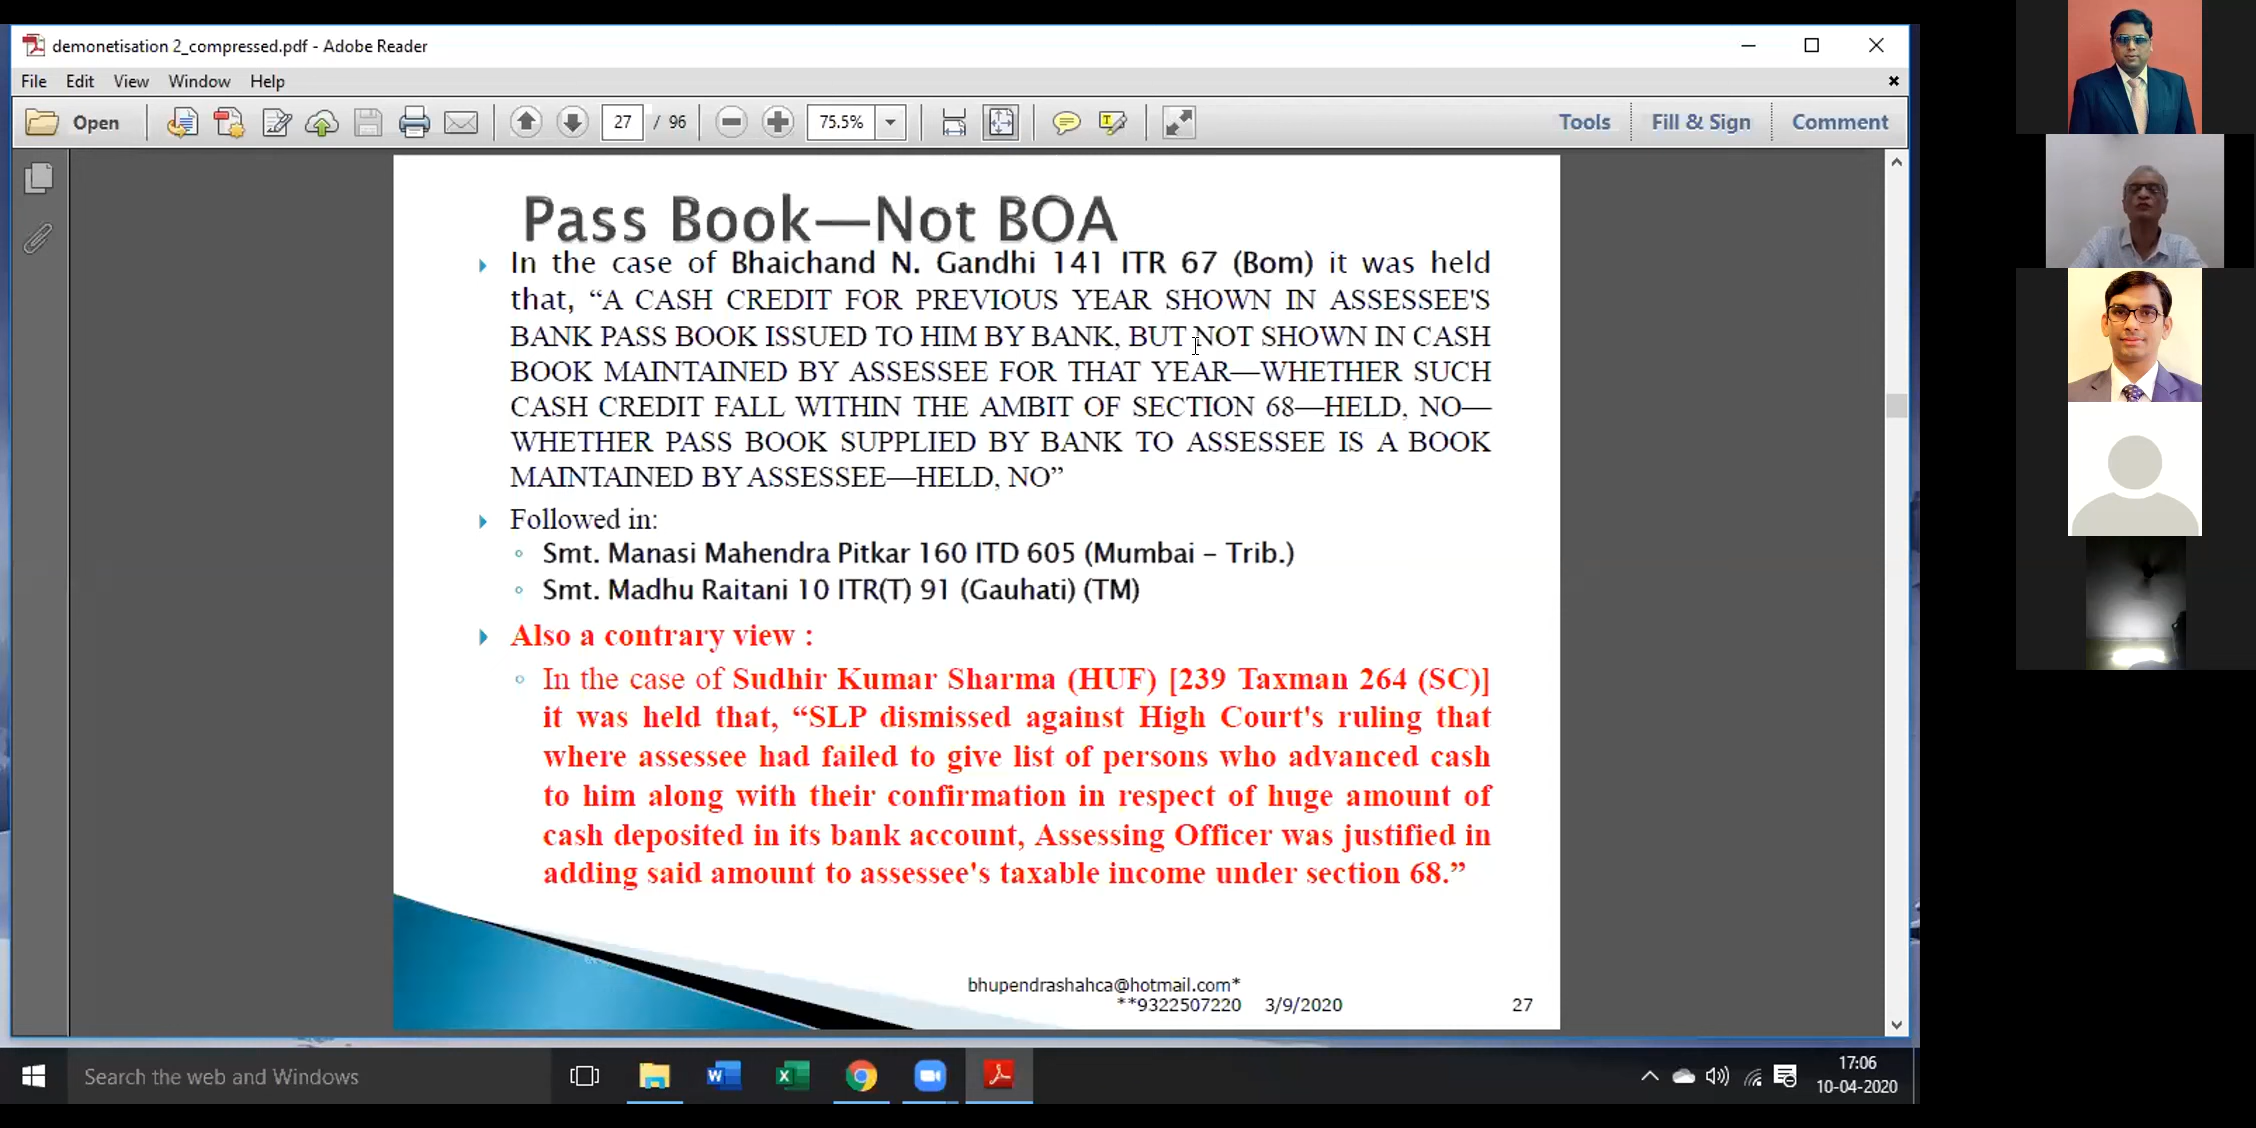 demonetisation 2_compressed.pdf - Adobe Reader
File Edit View Window Help
Open 27 / 96 75.5% Tools Fill & Sign Comment
Pass Book—Not BOA
In the case of Bhaichand N. Gandhi 141 ITR 67 (Bom) it was held
that, “A CASH CREDIT FOR PREVIOUS YEAR SHOWN IN ASSESSEE'S
BANK PASS BOOK ISSUED TO HIM BY BANK, BUT NOT SHOWN IN CASH
BOOK MAINTAINED BY ASSESSEE FOR THAT YEAR—WHETHER SUCH
CASH CREDIT FALL WITHIN THE AMBIT OF SECTION 68—HELD, NO—
WHETHER PASS BOOK SUPPLIED BY BANK TO ASSESSEE IS A BOOK
MAINTAINED BY ASSESSEE—HELD, NO”
Followed in:
Smt. Manasi Mahendra Pitkar 160 ITD 605 (Mumbai – Trib.)
Smt. Madhu Raitani 10 ITR(T) 91 (Gauhati) (TM)
Also a contrary view :
In the case of Sudhir Kumar Sharma (HUF) [239 Taxman 264 (SC)]
it was held that, “SLP dismissed against High Court's ruling that
where assessee had failed to give list of persons who advanced cash
to him along with their confirmation in respect of huge amount of
cash deposited in its bank account, Assessing Officer was justified in
adding said amount to assessee's taxable income under section 68.”
bhupendrashahca@hotmail.com*
**9322507220 3/9/2020 27
Search the web and Windows
17:06
10-04-2020